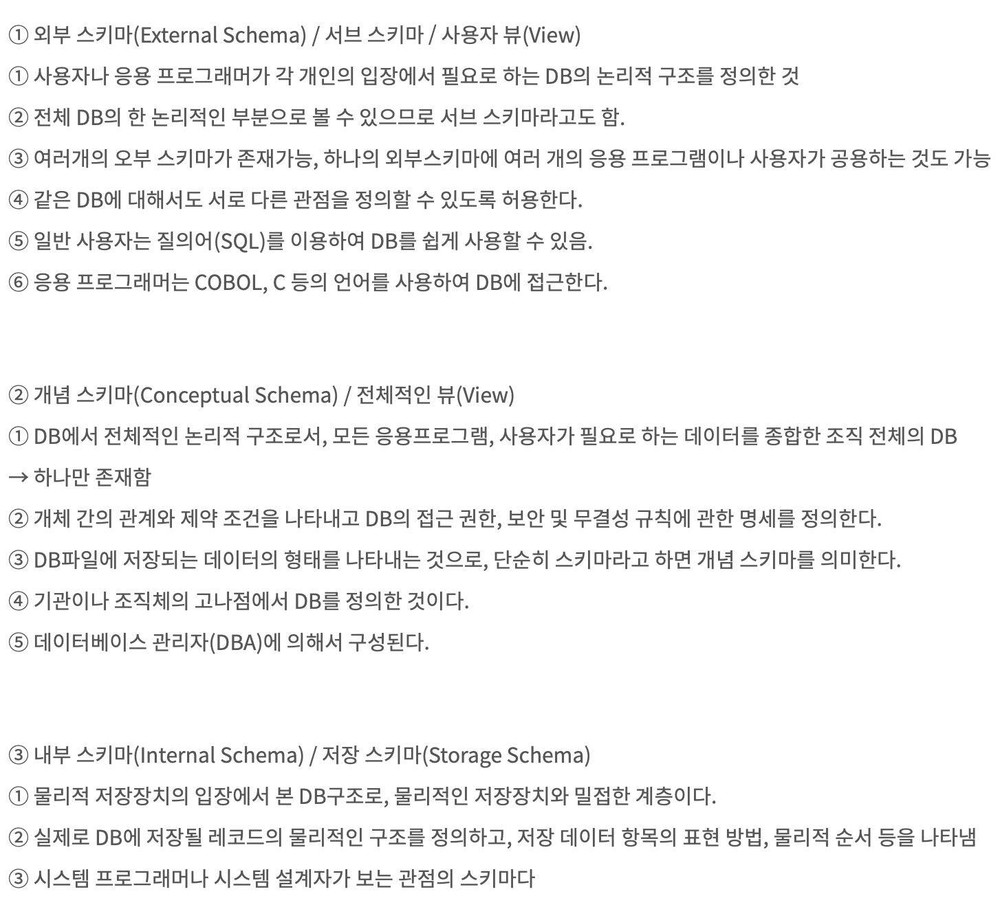 ① 외부 스키마(External Schema) / 서브 스키마 / 사용자 뷰(View)
① 사용자나 응용 프로그래머가 각 개인의 입장에서 필요로 하는 DB의 논리적 구조를 정의한 것
② 전체 DB의 한 논리적인 부분으로 볼 수 있으므로 서브 스키마라고도 함.
③ 여러개의 오부 스키마가 존재가능, 하나의 외부스키마에 여러 개의 응용 프로그램이나 사용자가 공용하는 것도 가능
④ 같은 DB에 대해서도 서로 다른 관점을 정의할 수 있도록 허용한다.
⑤ 일반 사용자는 질의어(SQL)를 이용하여 DB를 쉽게 사용할 수 있음.
⑥ 응용 프로그래머는 COBOL, C 등의 언어를 사용하여 DB에 접근한다.
② 개념 스키마(Conceptual Schema) / 전체적인 뷰(View)
① DB에서 전체적인 논리적 구조로서, 모든 응용프로그램, 사용자가 필요로 하는 데이터를 종합한 조직 전체의 DB
→ 하나만 존재함
② 개체 간의 관계와 제약 조건을 나타내고 DB의 접근 권한, 보안 및 무결성 규칙에 관한 명세를 정의한다.
③ DB파일에 저장되는 데이터의 형태를 나타내는 것으로, 단순히 스키마라고 하면 개념 스키마를 의미한다.
④ 기관이나 조직체의 고나점에서 DB를 정의한 것이다.
⑤ 데이터베이스 관리자(DBA)에 의해서 구성된다.
③ 내부 스키마(Internal Schema) / 저장 스키마(Storage Schema)
① 물리적 저장장치의 입장에서 본 DB구조로, 물리적인 저장장치와 밀접한 계층이다.
② 실제로 DB에 저장될 레코드의 물리적인 구조를 정의하고, 저장 데이터 항목의 표현 방법, 물리적 순서 등을 나타냄
③ 시스템 프로그래머나 시스템 설계자가 보는 관점의 스키마다